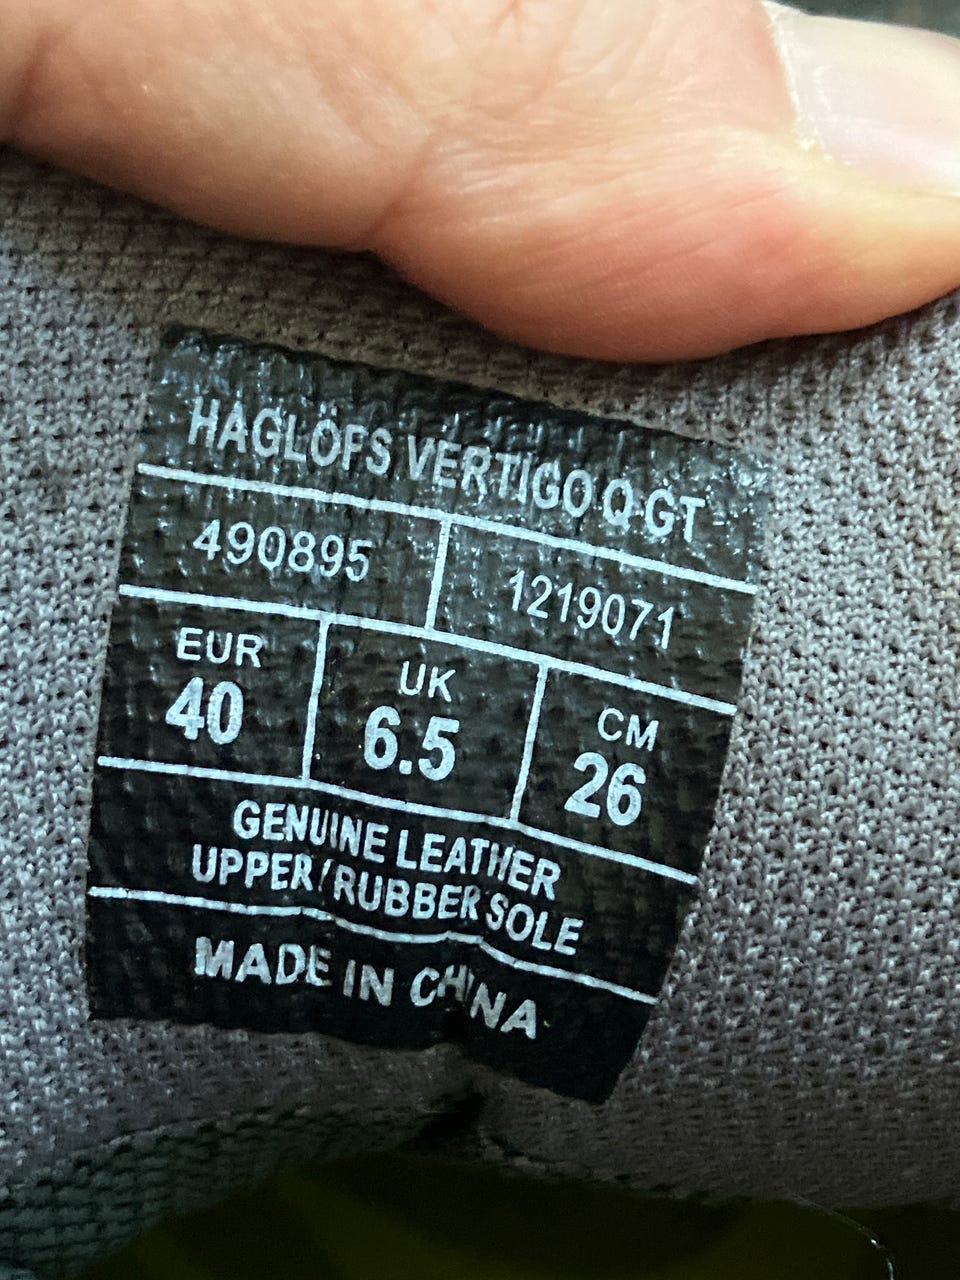 HAGLÖFS VERTIGO Q GT
490895 1219071
EUR UK CM
40 6.5 26
GENUINE LEATHER
UPPER/RUBBER SOLE
MADE IN CHINA